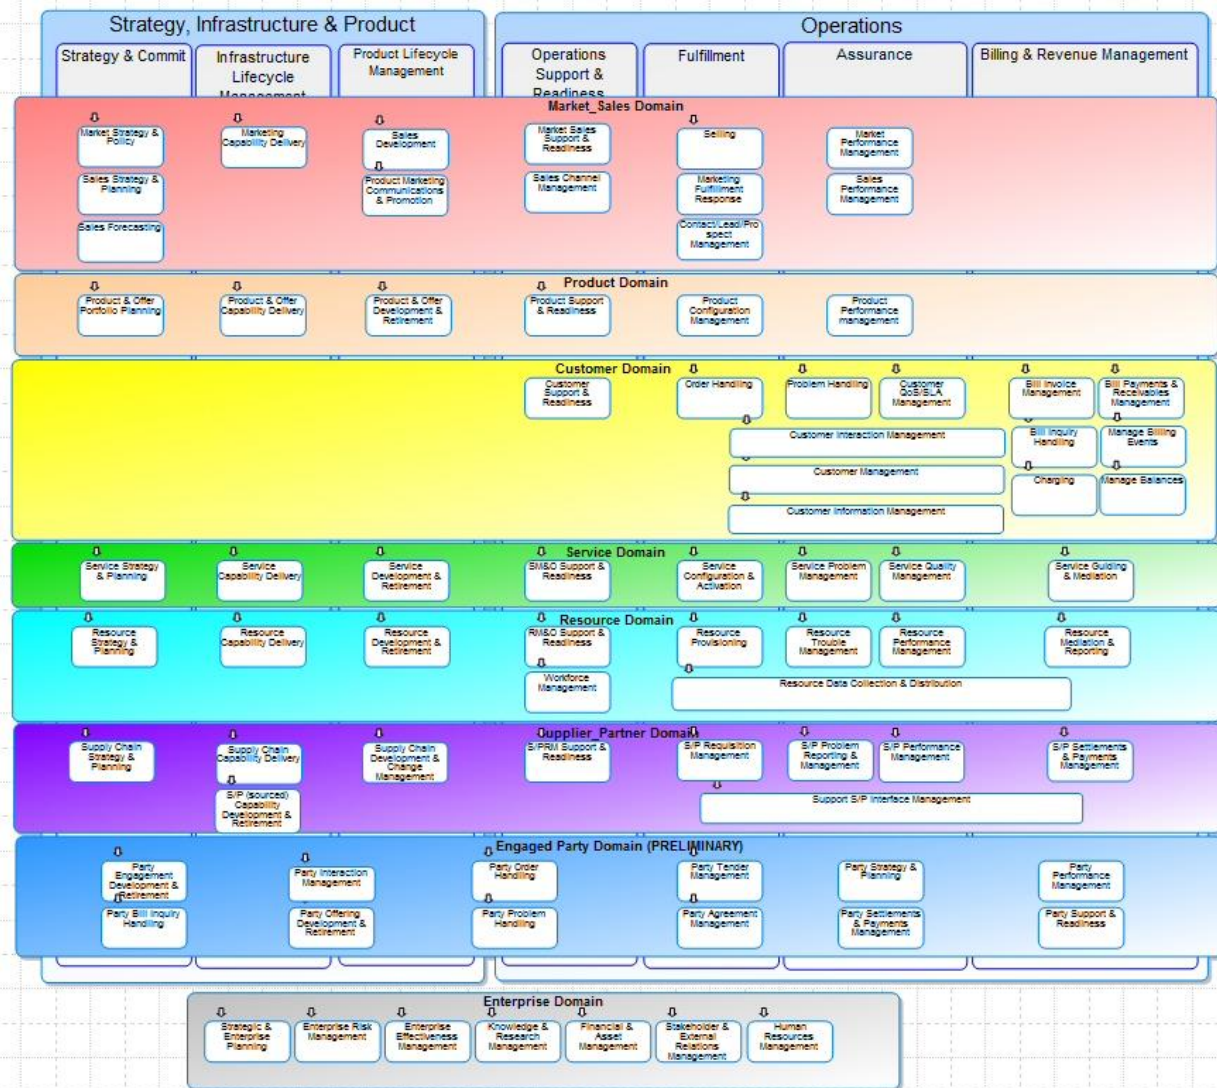 Strategy, Infrastructure & Product
Operations
Strategy & Commit
Infrastructure
Lifecycle
Management
Product Lifecycle
Management
Operations
Support &
Readiness
Fulfillment
Assurance
Billing & Revenue Management
Market_Sales Domain
Market Strategy &
Policy
Marketing
Capability Delivery
Sales
Development
Market Sales
Support &
Readiness
Selling
Market
Performance
Management
Sales Strategy &
Planning
Product Marketing
Communications
& Promotion
Sales Channel
Management
Marketing
Fulfillment
Response
Sales
Performance
Management
Sales Forecasting
Contact/Lead/Pro
spect
Management
Product Domain
Product & Offer
Portfolio Planning
Product & Offer
Capability Delivery
Product & Offer
Development &
Retirement
Product Support
& Readiness
Product
Configuration
Management
Product
Performance
management
Customer Domain
Customer
Support &
Readiness
Order Handling
Problem Handling
Customer
QoS/SLA
Management
Bill Invoice
Management
Bill Payments &
Receivables
Management
Customer Interaction Management
Bill Inquiry
Handling
Manage Billing
Events
Customer Management
Charging
Manage Balances
Customer Information Management
Service Domain
Service Strategy
& Planning
Service
Capability Delivery
Service
Development &
Retirement
SM&O Support &
Readiness
Service
Configuration &
Activation
Service Problem
Management
Service Quality
Management
Service Guiding
& Mediation
Resource Domain
Resource
Strategy &
Planning
Resource
Capability Delivery
Resource
Development &
Retirement
RM&O Support &
Readiness
Resource
Provisioning
Resource
Trouble
Management
Resource
Performance
Management
Resource
Mediation &
Reporting
Workforce
Management
Resource Data Collection & Distribution
Supplier_Partner Domain
Supply Chain
Strategy &
Planning
Supply Chain
Capability Delivery
Supply Chain
Development &
Change
Management
S/PRM Support &
Readiness
S/P Requisition
Management
S/P Problem
Reporting &
Management
S/P Performance
Management
S/P Settlements
& Payments
Management
S/P (sourced)
Capability
Development &
Retirement
Support S/P Interface Management
Engaged Party Domain (PRELIMINARY)
Party
Engagement
Development &
Retirement
Party Interaction
Management
Party Order
Handling
Party Tender
Management
Party Strategy &
Planning
Party
Performance
Management
Party Bill Inquiry
Handling
Party Offering
Development &
Retirement
Party Problem
Handling
Party Agreement
Management
Party Settlements
& Payments
Management
Party Support &
Readiness
Enterprise Domain
Strategic &
Enterprise
Planning
Enterprise Risk
Management
Enterprise
Effectiveness
Management
Knowledge &
Research
Management
Financial &
Asset
Management
Stakeholder &
External
Relations
Management
Human
Resources
Management